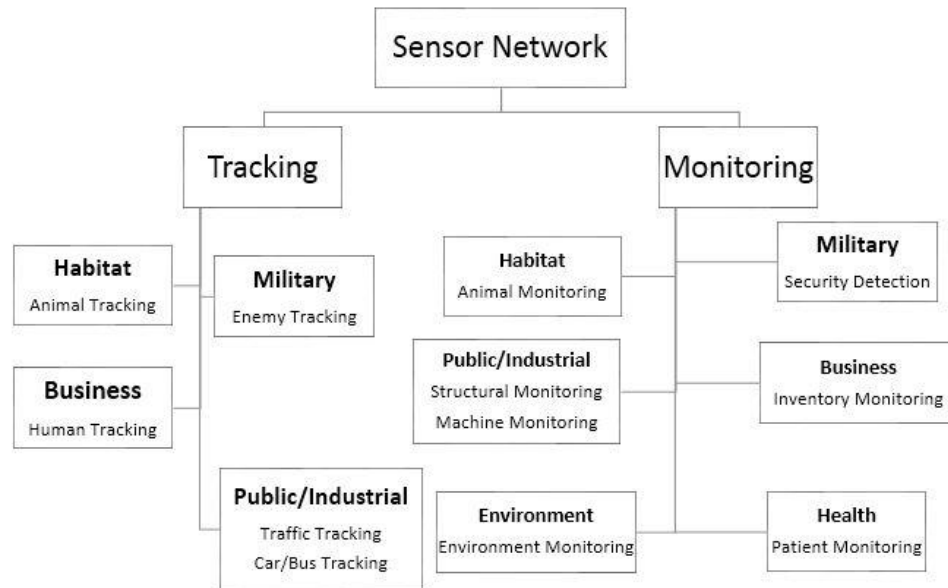 Sensor Network
Tracking
Monitoring
Habitat
Animal Tracking
Military
Enemy Tracking
Business
Human Tracking
Public/Industrial
Traffic Tracking
Car/Bus Tracking
Habitat
Animal Monitoring
Military
Security Detection
Public/Industrial
Structural Monitoring
Machine Monitoring
Business
Inventory Monitoring
Environment
Environment Monitoring
Health
Patient Monitoring